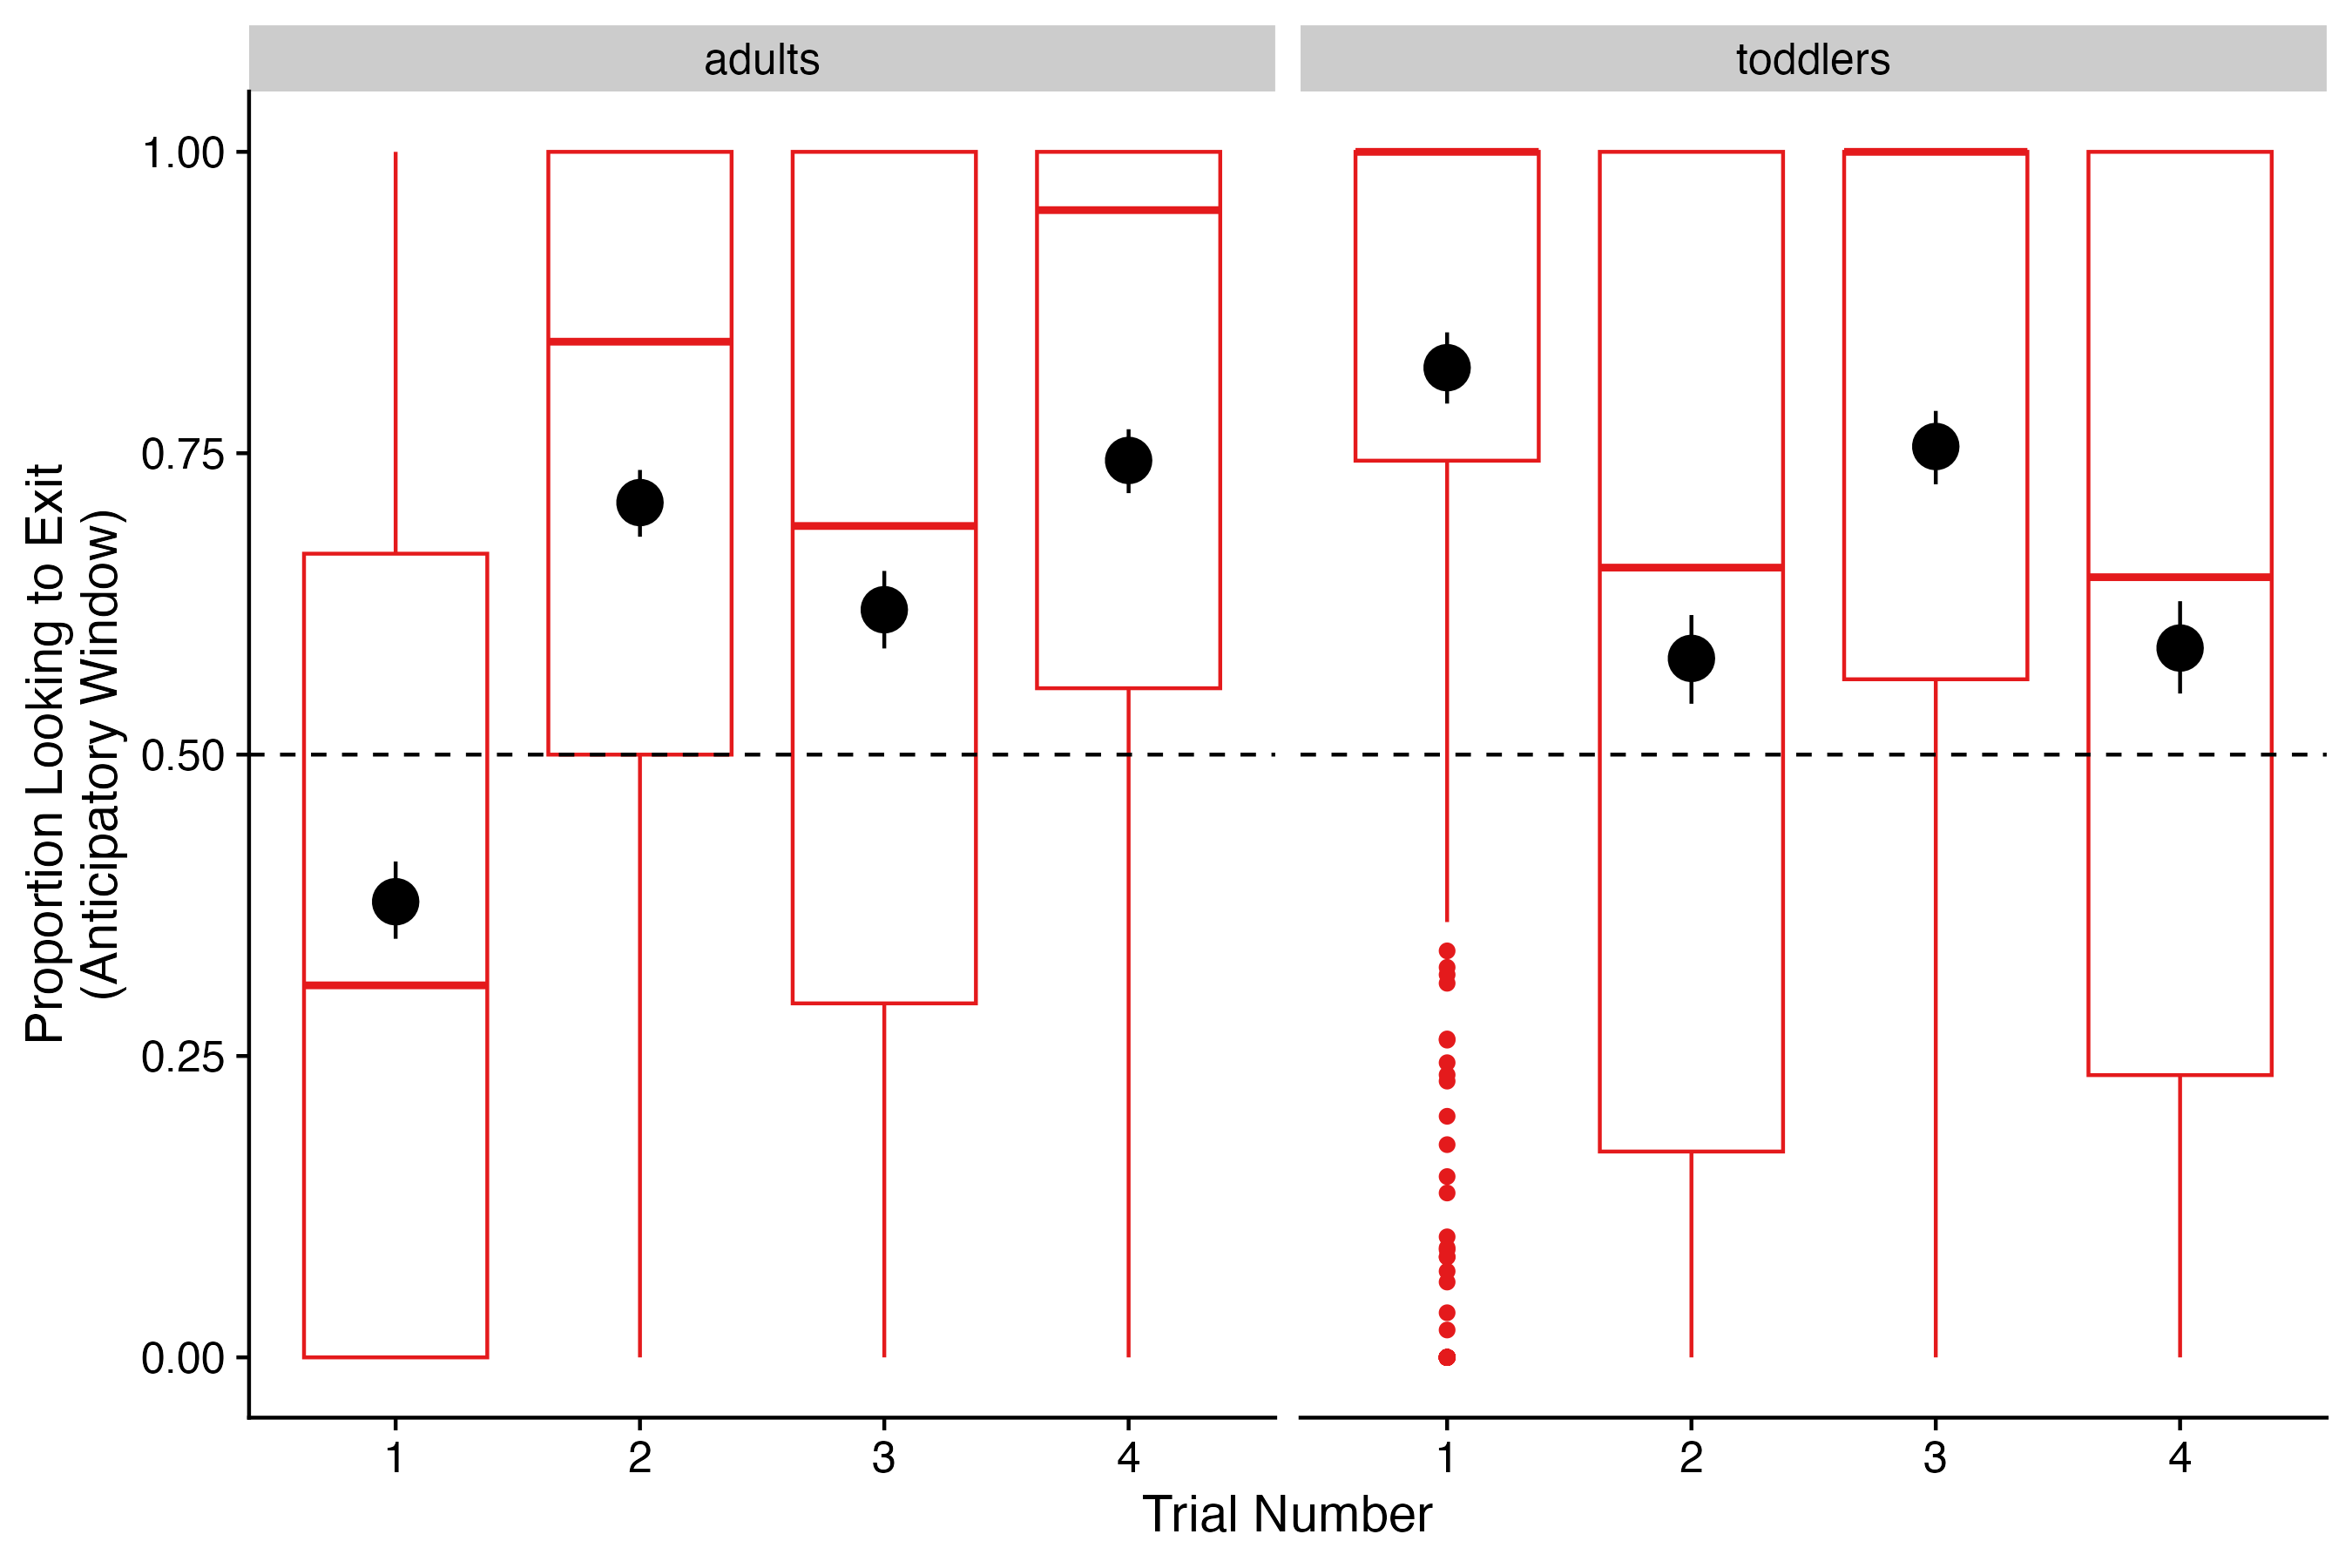 adults
toddlers
Proportion Looking to Exit
(Anticipatory Window)
1.00
0.75
0.50
0.25
0.00
1 2 3 4
1 2 3 4
Trial Number